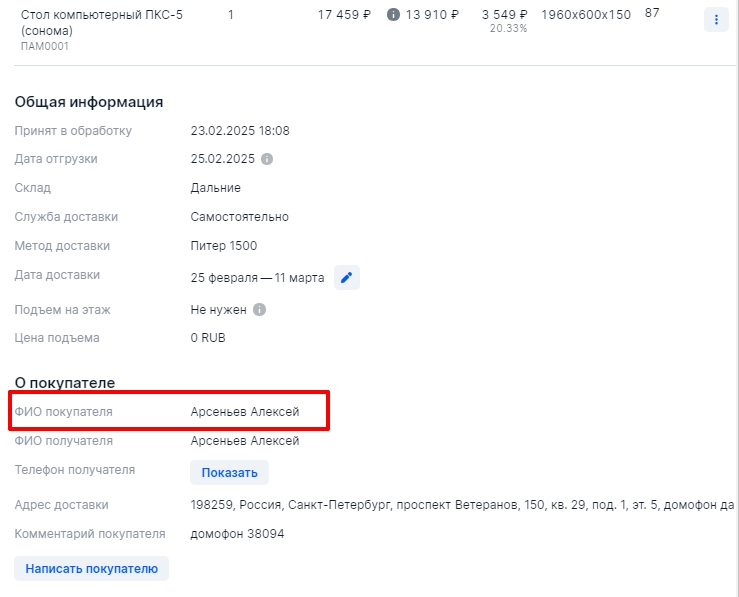 Стол компьютерный ПКС-5 1 17 459 ₽ 13 910 ₽ 3 549 ₽ 1960x600x150 87
(сонома) 20.33%
ПАМ0001
Общая информация
Принят в обработку 23.02.2025 18:08
Дата отгрузки 25.02.2025
Склад Дальние
Служба доставки Самостоятельно
Метод доставки Питер 1500
Дата доставки 25 февраля — 11 марта
Подъем на этаж Не нужен
Цена подъема 0 RUB
О покупателе
ФИО покупателя Арсеньев Алексей
ФИО получателя Арсеньев Алексей
Телефон получателя Показать
Адрес доставки 198259, Россия, Санкт-Петербург, проспект Ветеранов, 150, кв. 29, под. 1, эт. 5, домофон да
Комментарий покупателя домофон 38094
Написать покупателю